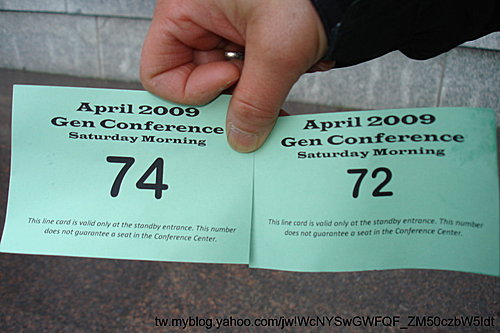 April 2009
Gen Conference
Saturday Morning
74
This line card is valid only at the standby entrance. This number
does not guarantee a seat in the Conference Center.
April 2009
Gen Conference
Saturday Morning
72
This line card is valid only at the standby entrance. This number
does not guarantee a seat in the Conference Center.
tw.myblog.yahoo.com/jw!WcNYSwGWFQF_ZM50czbW5Idt